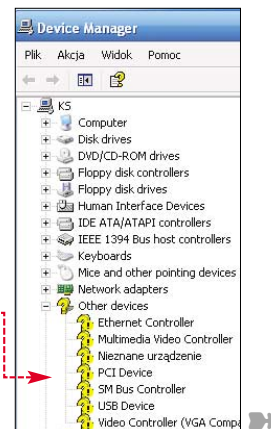 Device Manager
Plik Akcja Widok Pomoc
KS
Computer
Disk drives
DVD/CD-ROM drives
Floppy disk controllers
Floppy disk drives
Human Interface Devices
IDE ATA/ATAPI controllers
IEEE 1394 Bus host controllers
Keyboards
Mice and other pointing devices
Network adapters
Other devices
Ethernet Controller
Multimedia Video Controller
Nieznane urządzenie
PCI Device
SM Bus Controller
USB Device
Video Controller (VGA Compa